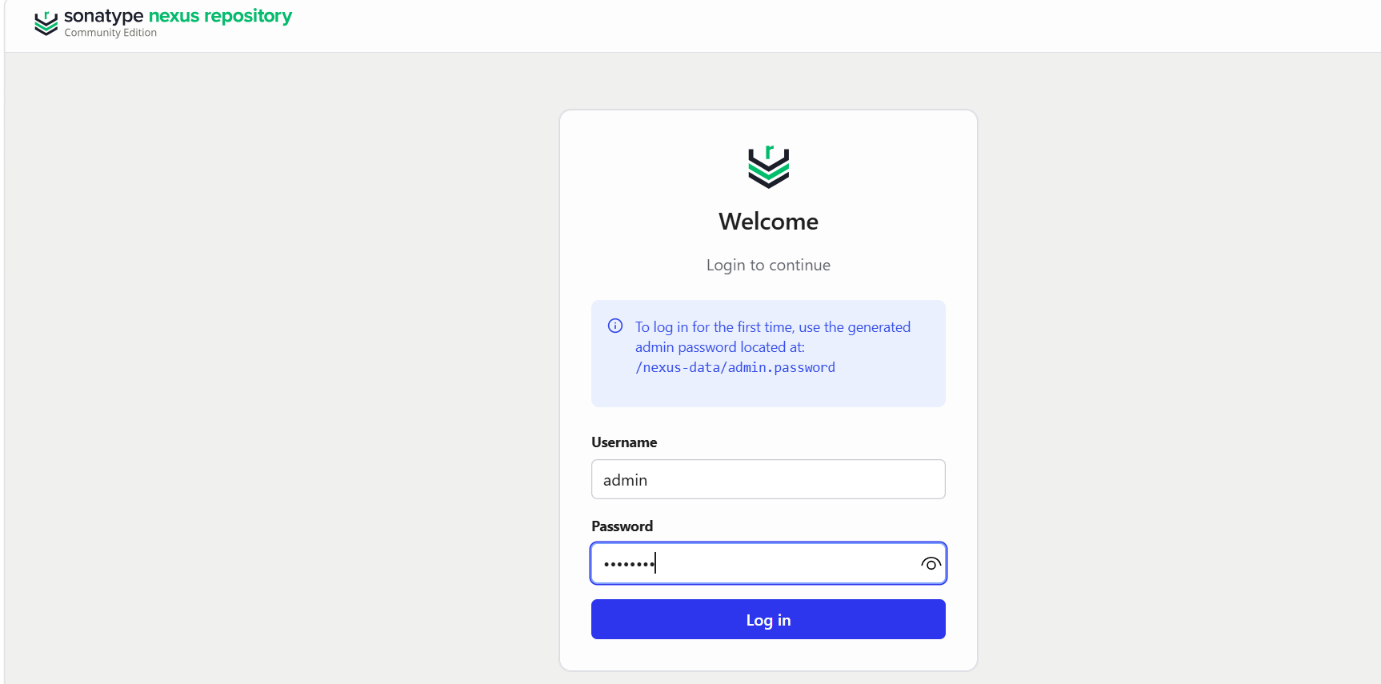 sonatype nexus repository
Community Edition
r
Welcome
Login to continue
To log in for the first time, use the generated
admin password located at:
/nexus-data/admin.password
Username
admin
Password
••••••••
Log in